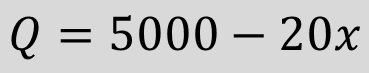 Q = 5000 − 20x